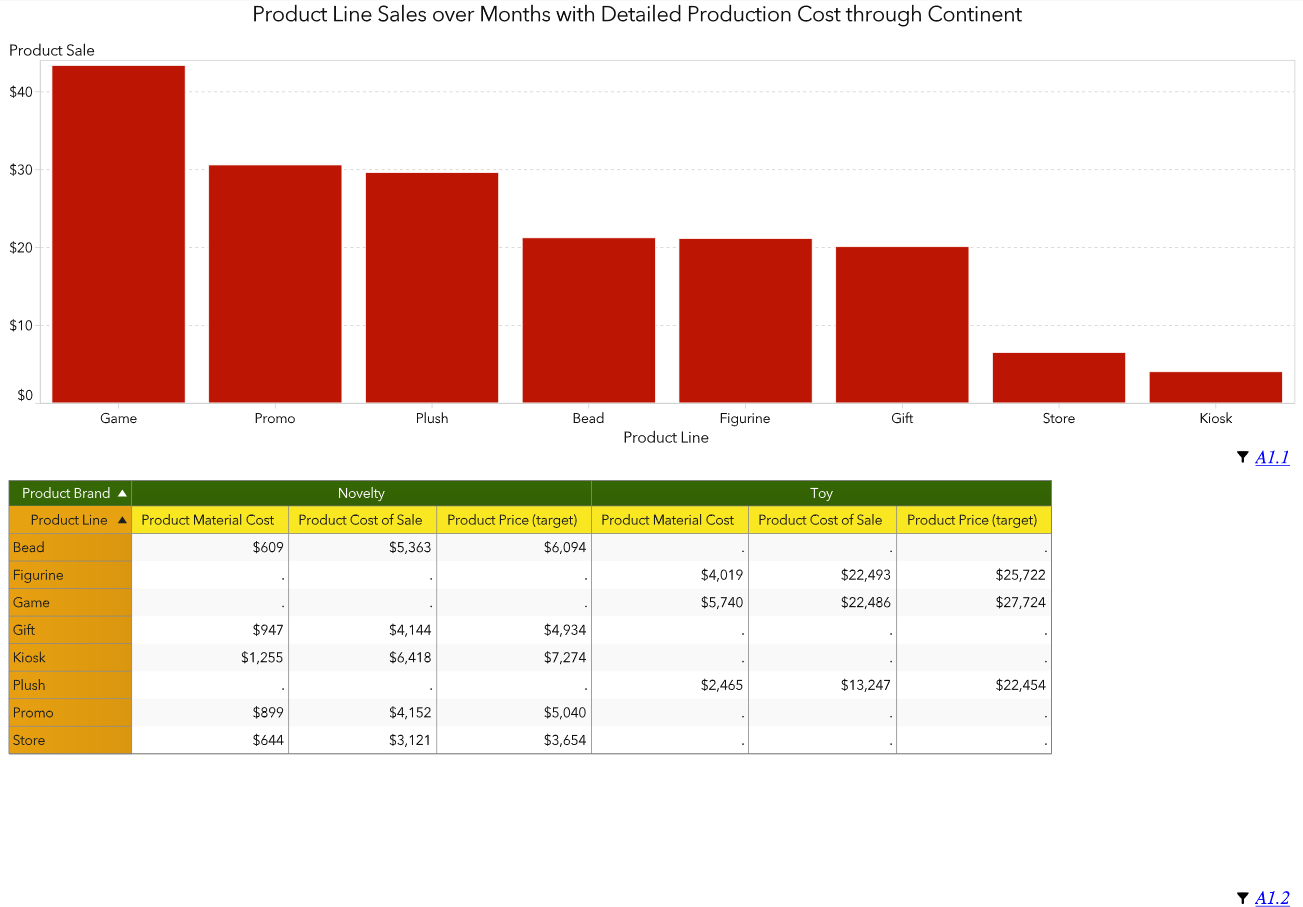 Product Line Sales over Months with Detailed Production Cost through Continent
Product Sale
$40
$30
$20
$10
$0
Game Promo Plush Bead Figurine Gift Store Kiosk
Product Line
A1.1
Product Brand ▲ Novelty Toy
Product Line ▲ Product Material Cost Product Cost of Sale Product Price (target) Product Material Cost Product Cost of Sale Product Price (target)
Bead $609 $5,363 $6,094 . . .
Figurine . . . $4,019 $22,493 $25,722
Game . . . $5,740 $22,486 $27,724
Gift $947 $4,144 $4,934 . . .
Kiosk $1,255 $6,418 $7,274 . . .
Plush . . . $2,465 $13,247 $22,454
Promo $899 $4,152 $5,040 . . .
Store $644 $3,121 $3,654 . . .
A1.2